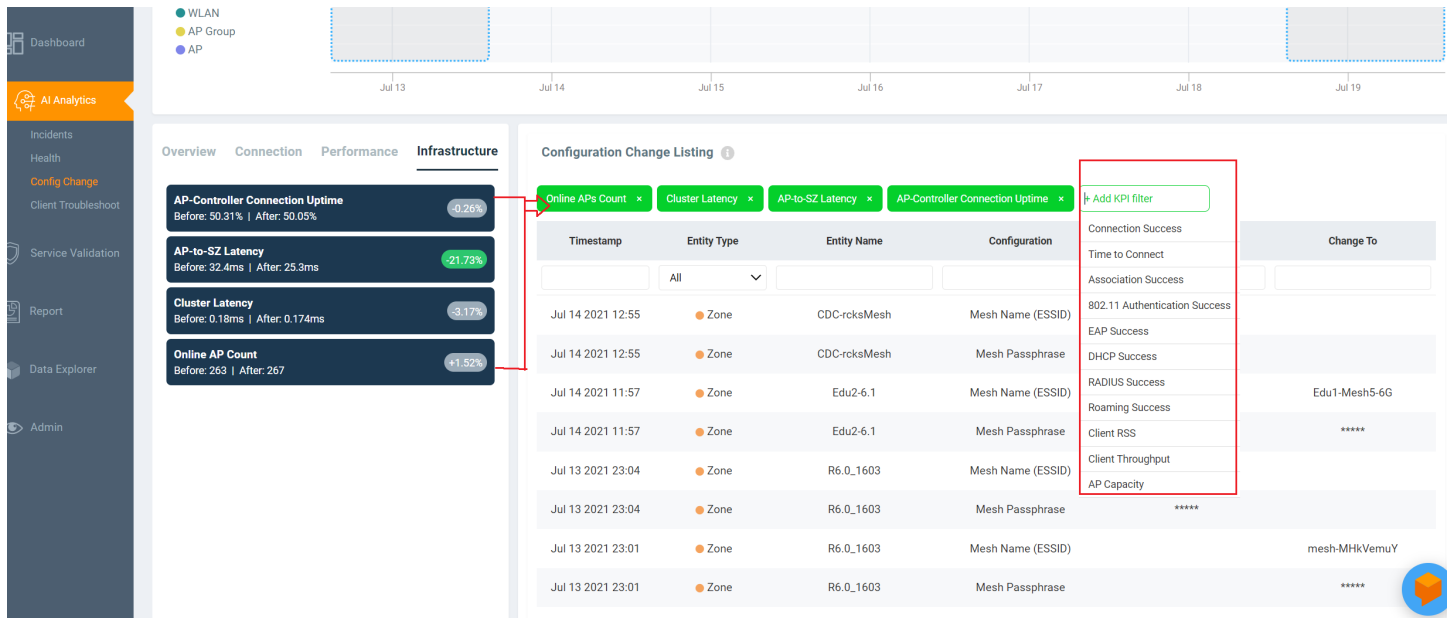 WLAN
AP Group
AP
Jul 13 Jul 14 Jul 15 Jul 16 Jul 17 Jul 18 Jul 19
Dashboard
AI Analytics
Incidents
Health
Config Change
Client Troubleshoot
Service Validation
Report
Data Explorer
Admin
Overview Connection Performance Infrastructure
AP-Controller Connection Uptime
Before: 50.31% | After: 50.05%
-0.26%
AP-to-SZ Latency
Before: 32.4ms | After: 25.3ms
-21.73%
Cluster Latency
Before: 0.18ms | After: 0.174ms
-3.17%
Online AP Count
Before: 263 | After: 267
+1.52%
Configuration Change Listing i
Online APs Count × Cluster Latency × AP-to-SZ Latency × AP-Controller Connection Uptime × + Add KPI filter
Connection Success
Time to Connect
Association Success
802.11 Authentication Success
EAP Success
DHCP Success
RADIUS Success
Roaming Success
Client RSS
Client Throughput
AP Capacity
Timestamp Entity Type Entity Name Configuration Change To
All
Jul 14 2021 12:55 Zone CDC-rcksMesh Mesh Name (ESSID)
Jul 14 2021 12:55 Zone CDC-rcksMesh Mesh Passphrase
Jul 14 2021 11:57 Zone Edu2-6.1 Mesh Name (ESSID) Edu1-Mesh5-6G
Jul 14 2021 11:57 Zone Edu2-6.1 Mesh Passphrase *****
Jul 13 2021 23:04 Zone R6.0_1603 Mesh Name (ESSID)
Jul 13 2021 23:04 Zone R6.0_1603 Mesh Passphrase *****
Jul 13 2021 23:01 Zone R6.0_1603 Mesh Name (ESSID) mesh-MHkVemuY
Jul 13 2021 23:01 Zone R6.0_1603 Mesh Passphrase *****